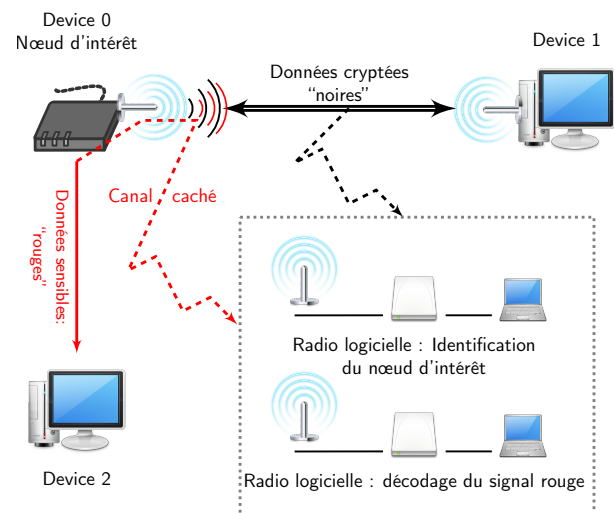 Device 0
Nœud d'intérêt
Device 1
Données cryptées
“noires”
Canal caché
Données sensibles:
“rouges”
Radio logicielle : Identification
du nœud d'intérêt
Device 2
Radio logicielle : décodage du signal rouge